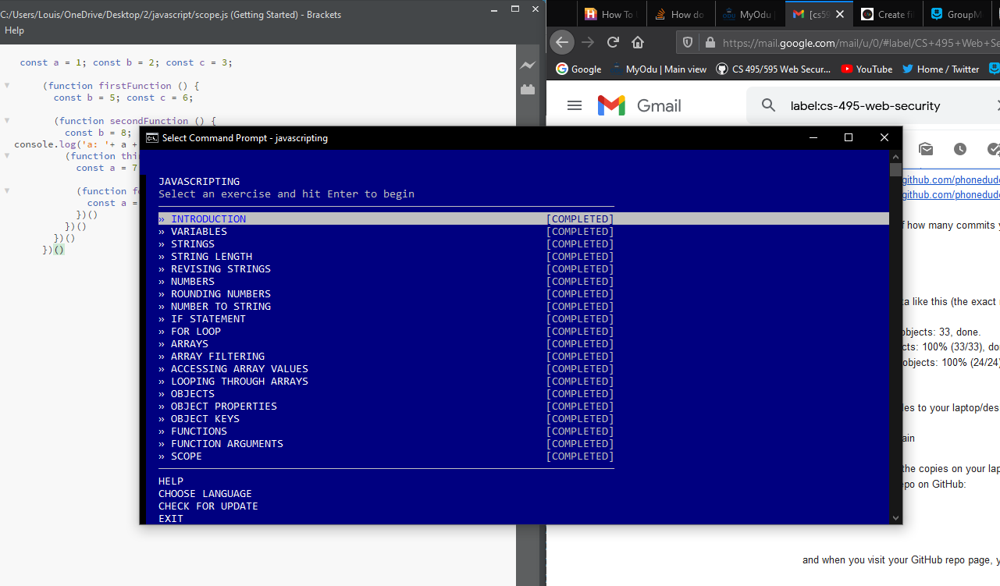 C:/Users/Louis/OneDrive/Desktop/2/javascript/scope.js (Getting Started) - Brackets
Help
const a = 1; const b = 2; const c = 3;
(function firstFunction () {
const b = 5; const c = 6;
(function secondFunction () {
const b = 8;
console.log('a: '+ a +
(function thi
const a = 7
(function f
const a =
})()
})()
})()
})()
Select Command Prompt - javascripting
JAVASCRIPTING
Select an exercise and hit Enter to begin
» INTRODUCTION [COMPLETED]
» VARIABLES [COMPLETED]
» STRINGS [COMPLETED]
» STRING LENGTH [COMPLETED]
» REVISING STRINGS [COMPLETED]
» NUMBERS [COMPLETED]
» ROUNDING NUMBERS [COMPLETED]
» NUMBER TO STRING [COMPLETED]
» IF STATEMENT [COMPLETED]
» FOR LOOP [COMPLETED]
» ARRAYS [COMPLETED]
» ARRAY FILTERING [COMPLETED]
» ACCESSING ARRAY VALUES [COMPLETED]
» LOOPING THROUGH ARRAYS [COMPLETED]
» OBJECTS [COMPLETED]
» OBJECT PROPERTIES [COMPLETED]
» OBJECT KEYS [COMPLETED]
» FUNCTIONS [COMPLETED]
» FUNCTION ARGUMENTS [COMPLETED]
» SCOPE [COMPLETED]
HELP
CHOOSE LANGUAGE
CHECK FOR UPDATE
EXIT
How To How do MyOdu | [cs59 Create fi GroupM
https://mail.google.com/mail/u/0/#label/CS+495+Web+Se
Google MyOdu | Main view CS 495/595 Web Secur... YouTube Home / Twitter
Gmail
label:cs-495-web-security
github.com/phonedude
github.com/phonedude
f how many commits y
a like this (the exact
objects: 33, done.
cts: 100% (33/33), do
objects: 100% (24/24)
les to your laptop/des
ain
the copies on your lap
epo on GitHub:
and when you visit your GitHub repo page, y